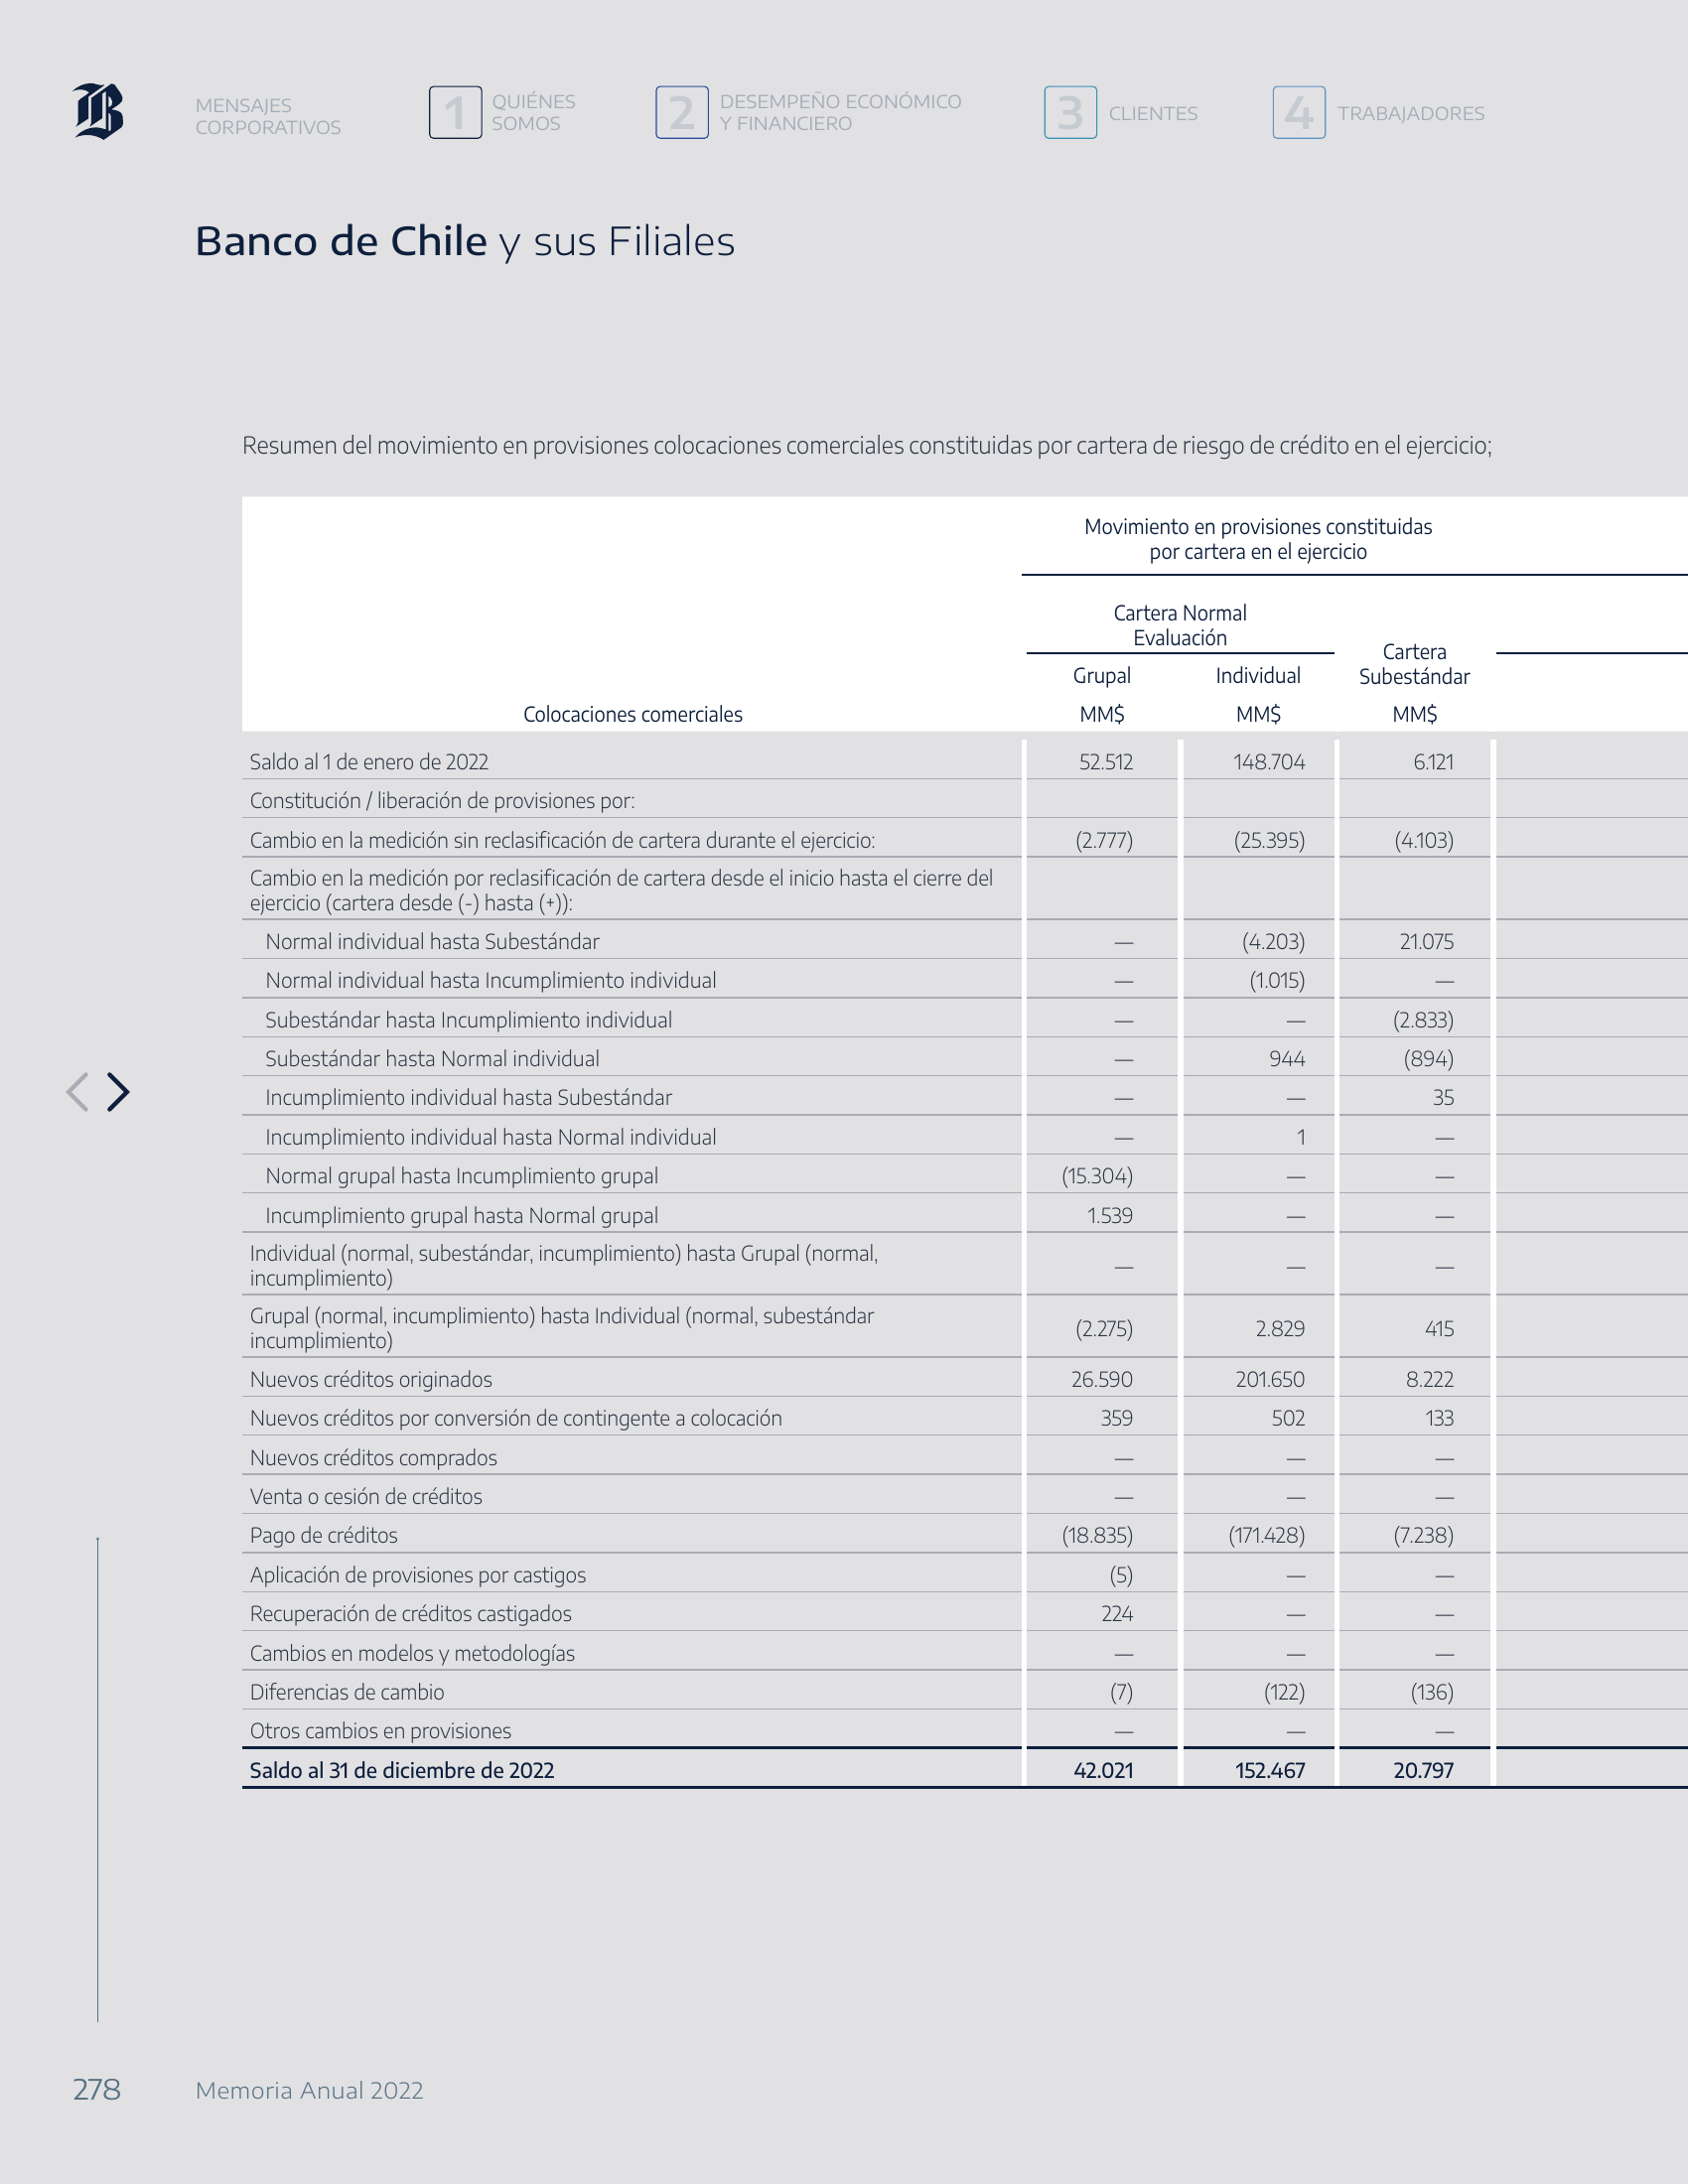 B
MENSAJES
CORPORATIVOS
1
QUIÉNES
SOMOS
2
DESEMPEÑO ECONÓMICO
Y FINANCIERO
3
CLIENTES
4
TRABAJADORES
Banco de Chile y sus Filiales
Resumen del movimiento en provisiones colocaciones comerciales constituidas por cartera de riesgo de crédito en el ejercicio;
Movimiento en provisiones constituidas
por cartera en el ejercicio
Cartera Normal
Evaluación
Cartera
Subestándar
Grupal Individual
Colocaciones comerciales MM$ MM$ MM$
Saldo al 1 de enero de 2022 52.512 148.704 6.121
Constitución / liberación de provisiones por:
Cambio en la medición sin reclasificación de cartera durante el ejercicio: (2.777) (25.395) (4.103)
Cambio en la medición por reclasificación de cartera desde el inicio hasta el cierre del
ejercicio (cartera desde (-) hasta (+)):
Normal individual hasta Subestándar — (4.203) 21.075
Normal individual hasta Incumplimiento individual — (1.015) —
Subestándar hasta Incumplimiento individual — — (2.833)
Subestándar hasta Normal individual — 944 (894)
Incumplimiento individual hasta Subestándar — — 35
Incumplimiento individual hasta Normal individual — 1 —
Normal grupal hasta Incumplimiento grupal (15.304) — —
Incumplimiento grupal hasta Normal grupal 1.539 — —
Individual (normal, subestándar, incumplimiento) hasta Grupal (normal,
incumplimiento) — — —
Grupal (normal, incumplimiento) hasta Individual (normal, subestándar
incumplimiento) (2.275) 2.829 415
Nuevos créditos originados 26.590 201.650 8.222
Nuevos créditos por conversión de contingente a colocación 359 502 133
Nuevos créditos comprados — — —
Venta o cesión de créditos — — —
Pago de créditos (18.835) (171.428) (7.238)
Aplicación de provisiones por castigos (5) — —
Recuperación de créditos castigados 224 — —
Cambios en modelos y metodologías — — —
Diferencias de cambio (7) (122) (136)
Otros cambios en provisiones — — —
Saldo al 31 de diciembre de 2022 42.021 152.467 20.797
278 Memoria Anual 2022